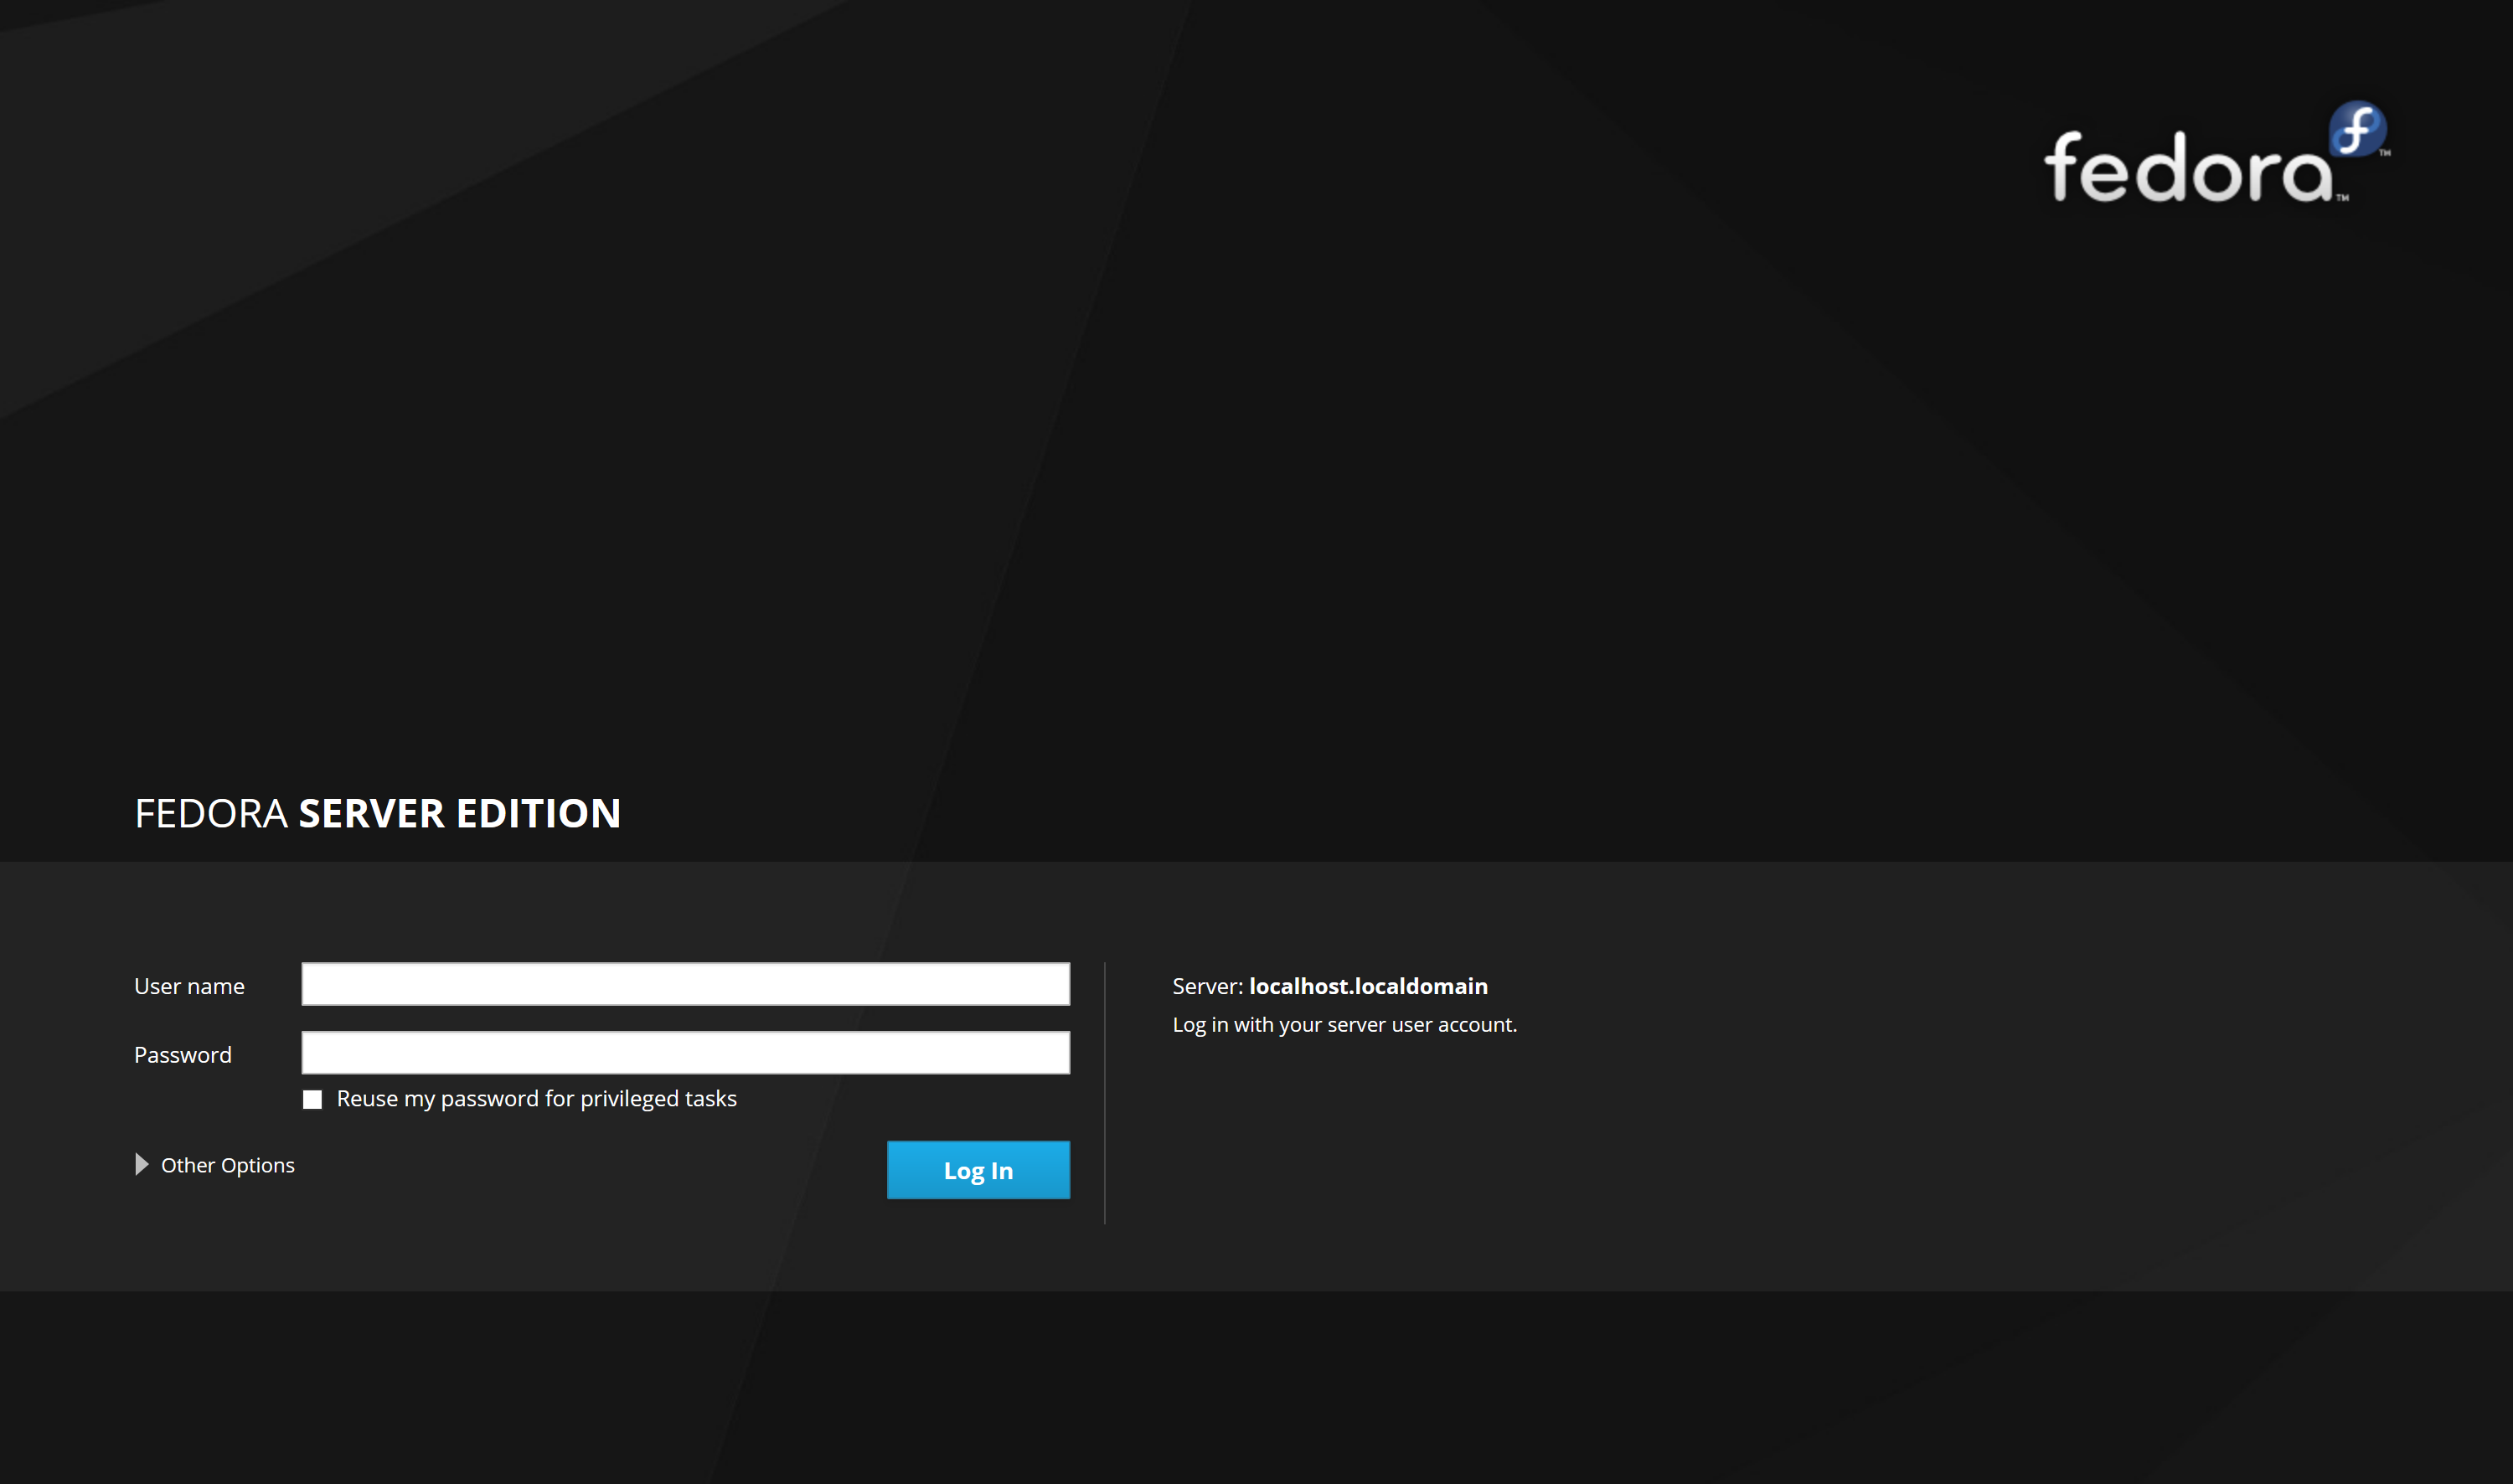 fedora™
FEDORA SERVER EDITION
User name
Server: localhost.localdomain
Log in with your server user account.
Password
Reuse my password for privileged tasks
Other Options
Log In